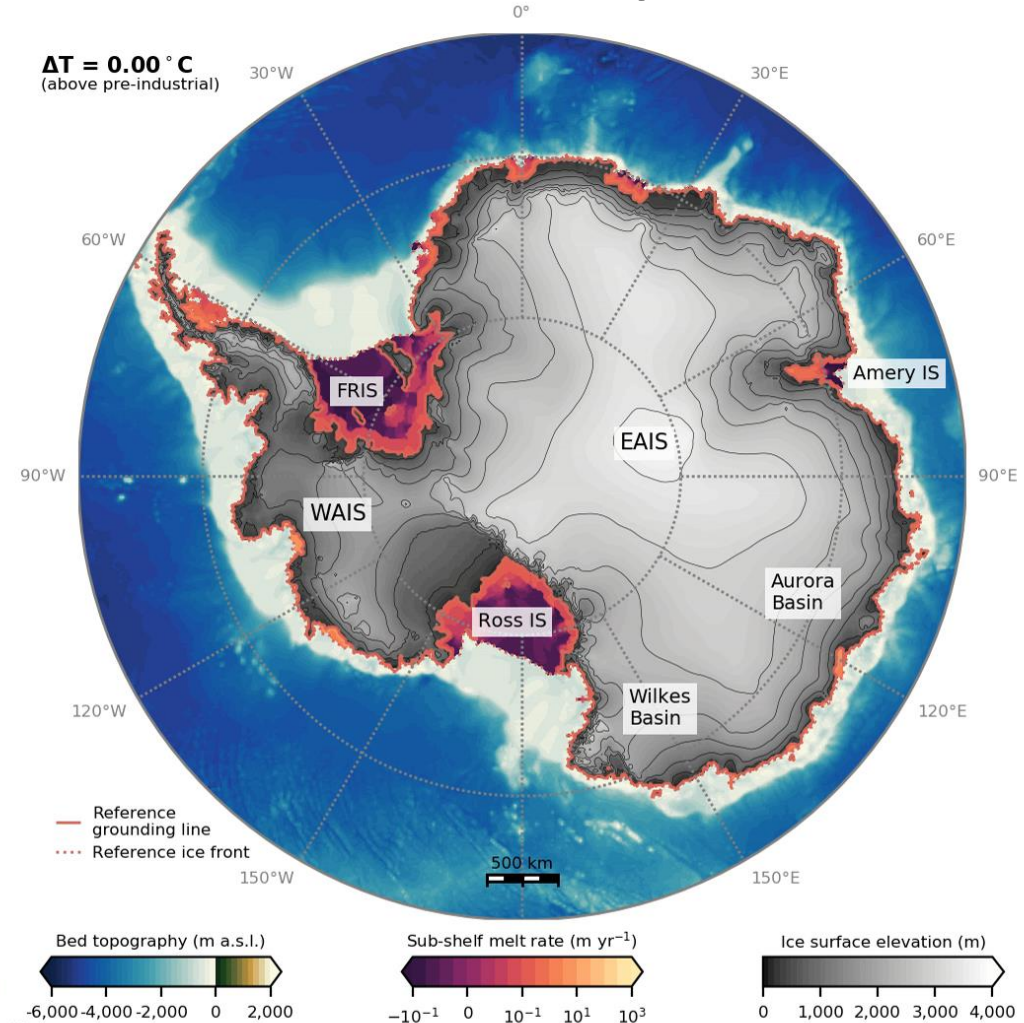 0°
ΔT = 0.00°C
(above pre-industrial)
30°W
30°E
60°W
60°E
FRIS
Amery IS
EAIS
90°W
90°E
WAIS
Aurora
Basin
Ross IS
Wilkes
Basin
120°W
120°E
Reference
grounding line
Reference ice front
500 km
150°W
150°E
Bed topography (m a.s.l.)
-6,000 -4,000 -2,000 0 2,000
Sub-shelf melt rate (m yr⁻¹)
−10⁻¹ 0 10⁻¹ 10¹ 10³
Ice surface elevation (m)
0 1,000 2,000 3,000 4,000